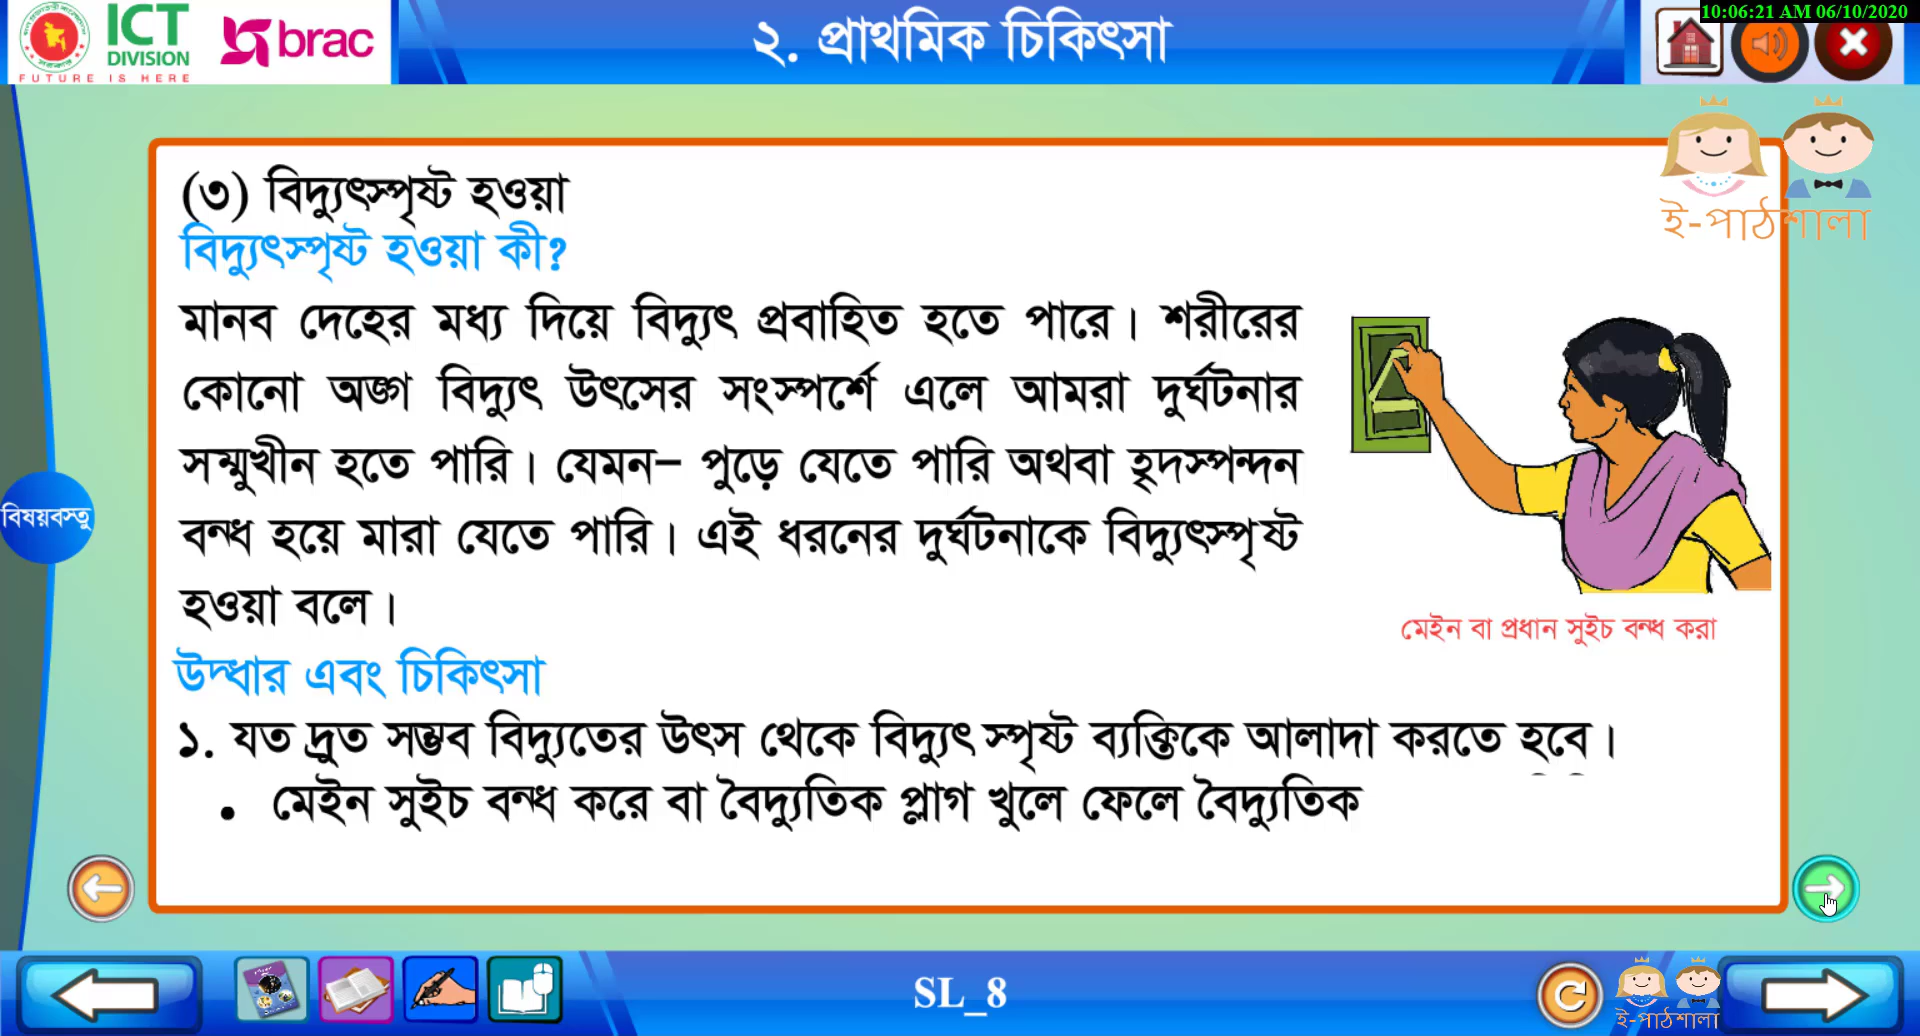 10:06:21 AM 06/10/2020
ICT
DIVISION
FUTURE IS HERE
brac
২. প্রাথমিক চিকিৎসা
ই-পাঠশালা
(৩) বিদ্যুৎস্পৃষ্ট হওয়া
বিদ্যুৎস্পৃষ্ট হওয়া কী?
মানব দেহের মধ্য দিয়ে বিদ্যুৎ প্রবাহিত হতে পারে। শরীরের
কোনো অঙ্গ বিদ্যুৎ উৎসের সংস্পর্শে এলে আমরা দুর্ঘটনার
সম্মুখীন হতে পারি। যেমন– পুড়ে যেতে পারি অথবা হৃদস্পন্দন
বন্ধ হয়ে মারা যেতে পারি। এই ধরনের দুর্ঘটনাকে বিদ্যুৎস্পৃষ্ট
হওয়া বলে।
মেইন বা প্রধান সুইচ বন্ধ করা
বিষয়বস্তু
উদ্ধার এবং চিকিৎসা
১. যত দ্রুত সম্ভব বিদ্যুতের উৎস থেকে বিদ্যুৎ স্পৃষ্ট ব্যক্তিকে আলাদা করতে হবে।
• মেইন সুইচ বন্ধ করে বা বৈদ্যুতিক প্লাগ খুলে ফেলে বৈদ্যুতিক
SL_8
ই-পাঠশালা